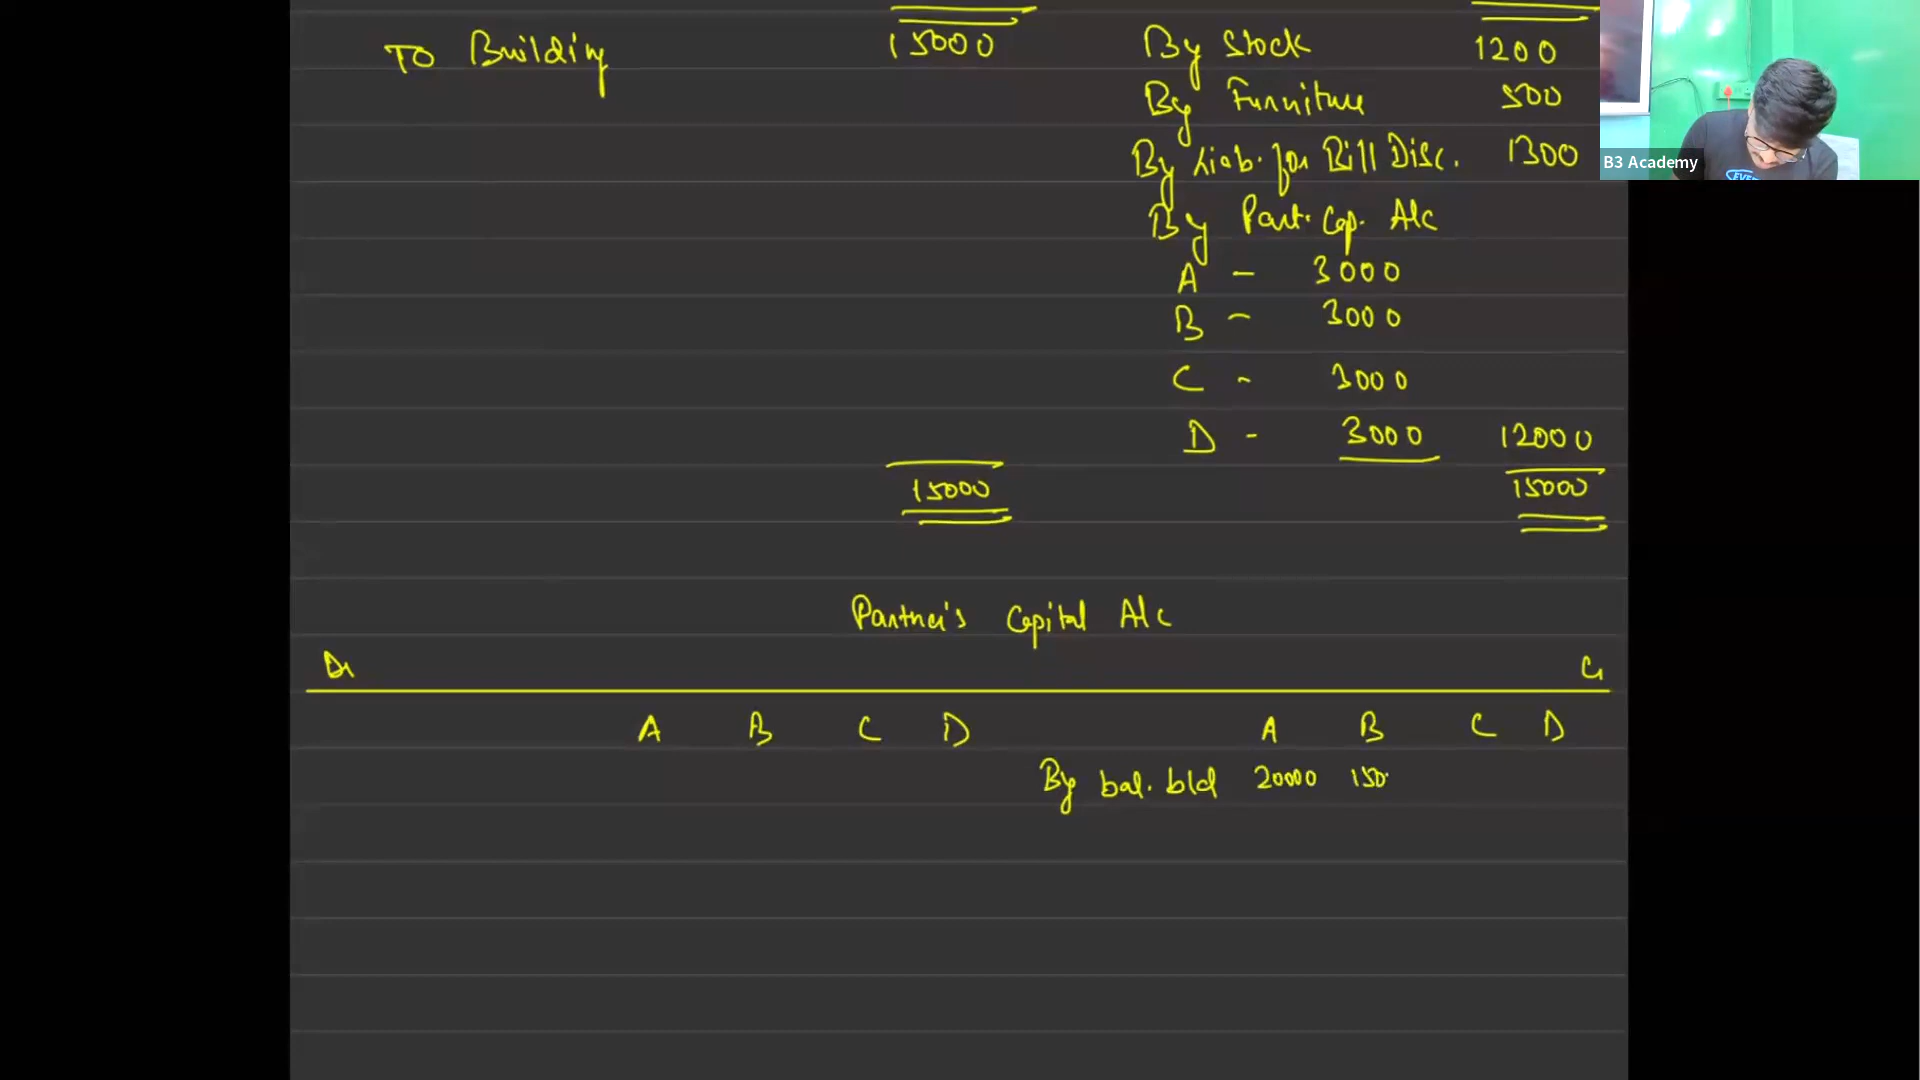 To Building 15000 By Stock 1200
By Furniture 500
By Liab. for Bill Disc. 1300
By Part. Cap. A/c
A - 3000
B - 3000
C - 3000
D - 3000 12000
15000 15000
Partner's Capital A/c
Dr Cr
A B C D A B C D
By bal. b/d 20000 150
B3 Academy